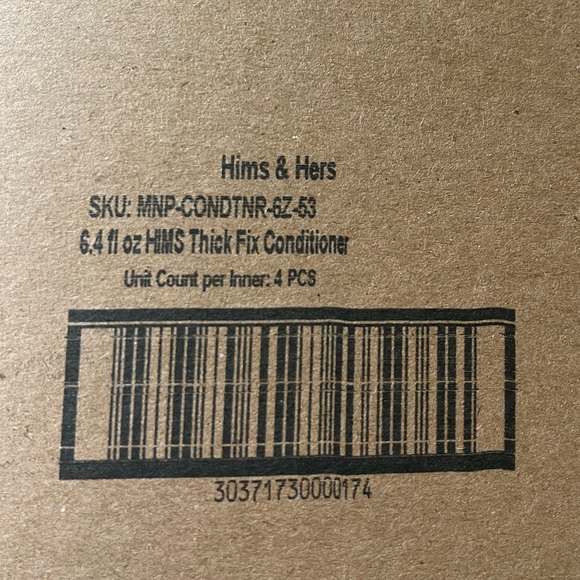 Hims & Hers
SKU: MNP-CONDTNR-6Z-53
6.4 fl oz HIMS Thick Fix Conditioner
Unit Count per Inner: 4 PCS
30371730000174